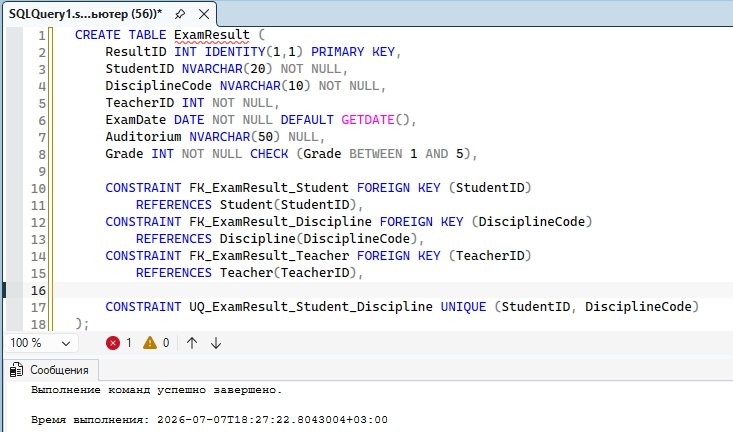 SQLQuery1.s...ьютер (56))*
1 CREATE TABLE ExamResult (
2 ResultID INT IDENTITY(1,1) PRIMARY KEY,
3 StudentID NVARCHAR(20) NOT NULL,
4 DisciplineCode NVARCHAR(10) NOT NULL,
5 TeacherID INT NOT NULL,
6 ExamDate DATE NOT NULL DEFAULT GETDATE(),
7 Auditorium NVARCHAR(50) NULL,
8 Grade INT NOT NULL CHECK (Grade BETWEEN 1 AND 5),
9
10 CONSTRAINT FK_ExamResult_Student FOREIGN KEY (StudentID)
11 REFERENCES Student(StudentID),
12 CONSTRAINT FK_ExamResult_Discipline FOREIGN KEY (DisciplineCode)
13 REFERENCES Discipline(DisciplineCode),
14 CONSTRAINT FK_ExamResult_Teacher FOREIGN KEY (TeacherID)
15 REFERENCES Teacher(TeacherID),
16
17 CONSTRAINT UQ_ExamResult_Student_Discipline UNIQUE (StudentID, DisciplineCode)
18 );
100 % 1 0
Сообщения
Выполнение команд успешно завершено.
Время выполнения: 2026-07-07T18:27:22.8043004+03:00